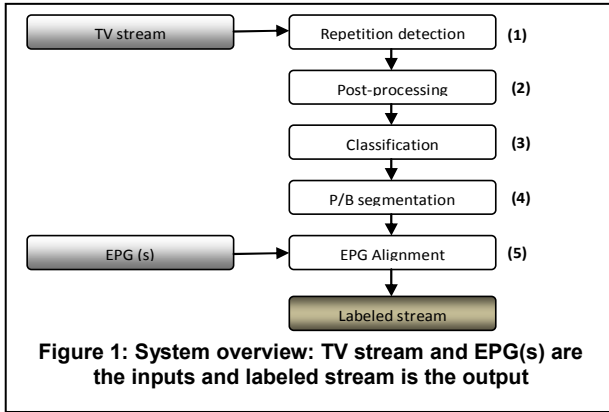 TV stream
Repetition detection
(1)
Post-processing
(2)
Classification
(3)
P/B segmentation
(4)
EPG (s)
EPG Alignment
(5)
Labeled stream
Figure 1: System overview: TV stream and EPG(s) are
the inputs and labeled stream is the output